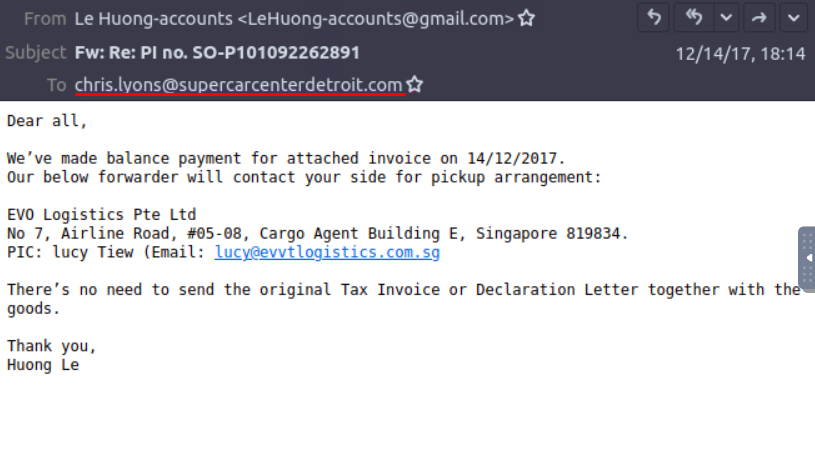 From Le Huong-accounts <LeHuong-accounts@gmail.com>
Subject Fw: Re: PI no. SO-P101092262891
12/14/17, 18:14
To chris.lyons@supercarcenterdetroit.com
Dear all,
We’ve made balance payment for attached invoice on 14/12/2017.
Our below forwarder will contact your side for pickup arrangement:
EVO Logistics Pte Ltd
No 7, Airline Road, #05-08, Cargo Agent Building E, Singapore 819834.
PIC: lucy Tiew (Email: lucy@evvtlogistics.com.sg
There’s no need to send the original Tax Invoice or Declaration Letter together with the
goods.
Thank you,
Huong Le